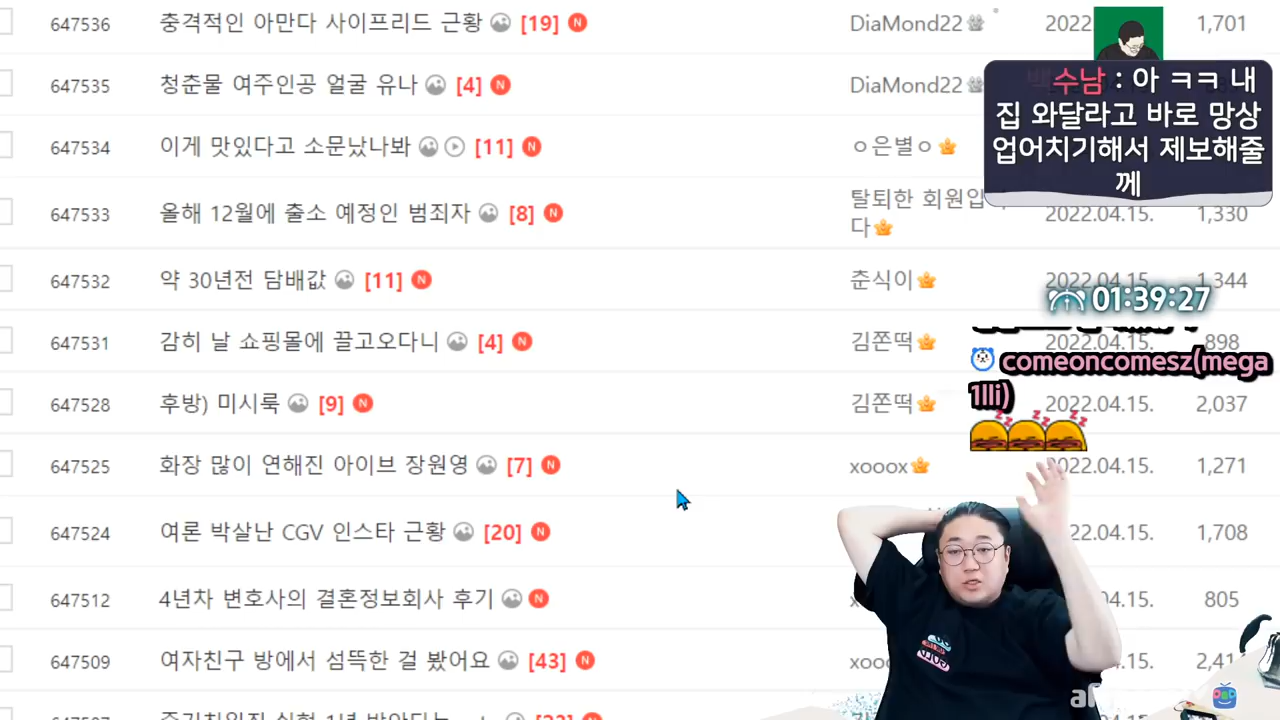 647536 충격적인 아만다 사이프리드 근황 [19] N DiaMond22 2022 1,701
647535 청춘물 여주인공 얼굴 유나 [4] N DiaMond22
수남 : 아 ㅋㅋ 내
집 와달라고 바로 망상
업어치기해서 제보해줄
께
647534 이게 맛있다고 소문났나봐 [11] N ㅇ은별ㅇ
647533 올해 12월에 출소 예정인 범죄자 [8] N 탈퇴한 회원입
다 2022.04.15. 1,330
647532 약 30년전 담배값 [11] N 춘식이 2022.04.15. 1,344
01:39:27
647531 감히 날 쇼핑몰에 끌고오다니 [4] N 김쫀떡 898
comeoncomesz(mega
1lli)
647528 후방) 미시룩 [9] N 김쫀떡 2022.04.15. 2,037
647525 화장 많이 연해진 아이브 장원영 [7] N xooox 2022.04.15. 1,271
647524 여론 박살난 CGV 인스타 근황 [20] N 22.04.15. 1,708
647512 4년차 변호사의 결혼정보회사 후기 N .04.15. 805
647509 여자친구 방에서 섬뜩한 걸 봤어요 [43] N xooo .15.